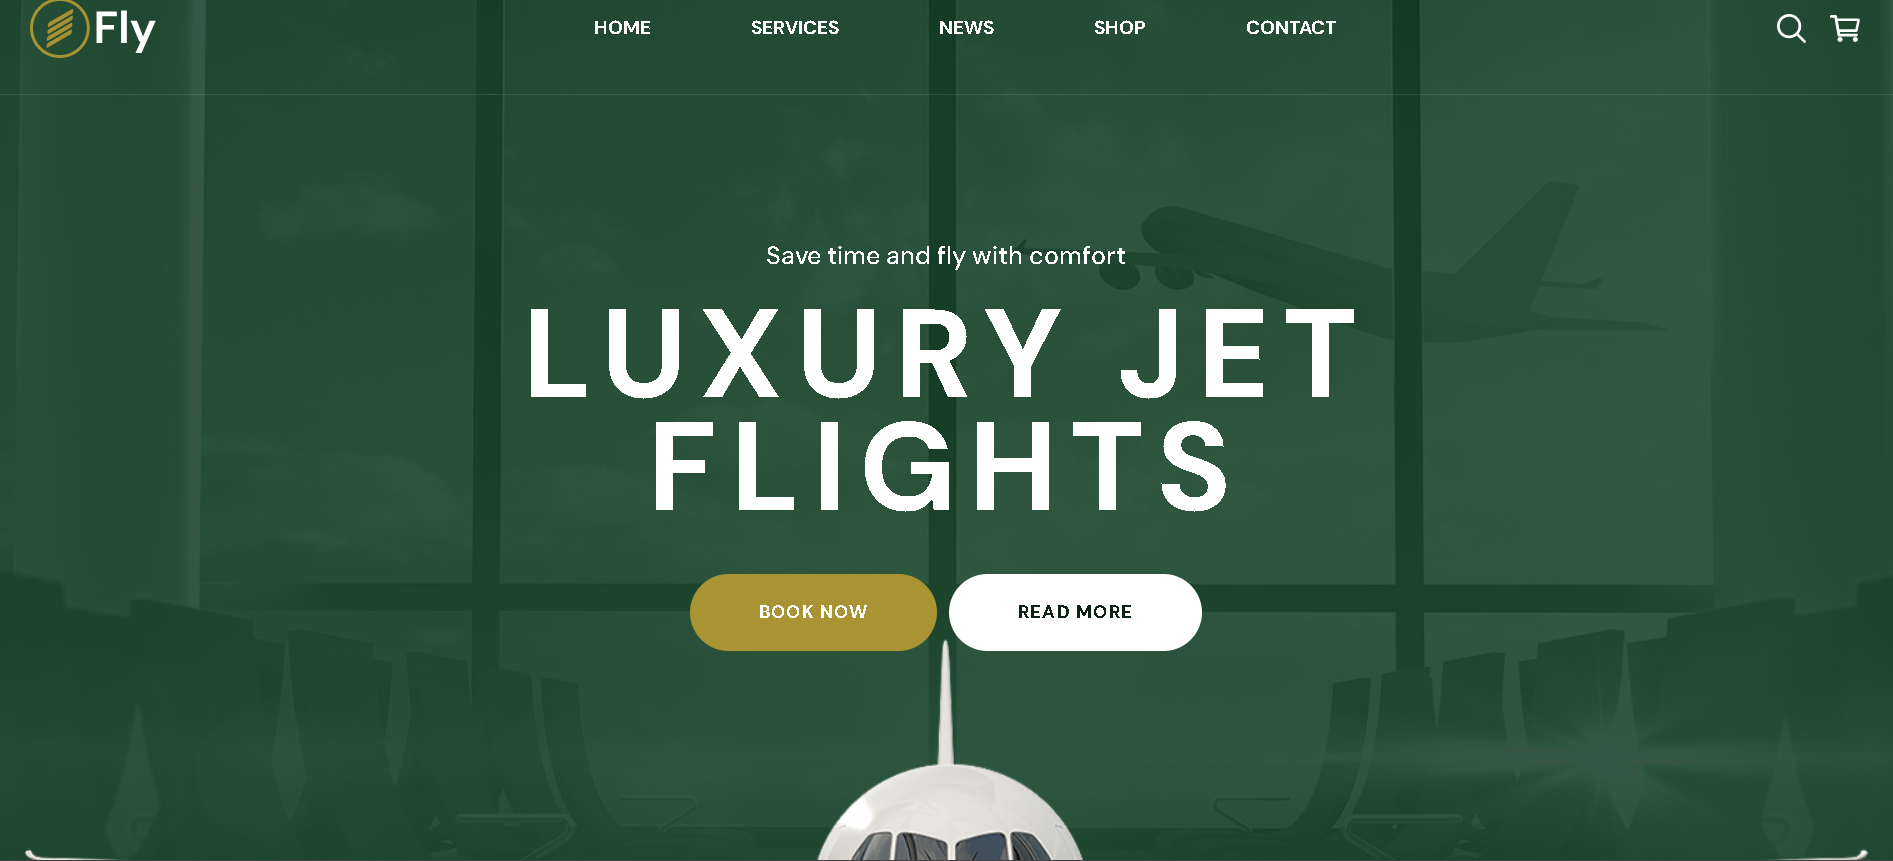 Fly
HOME SERVICES NEWS SHOP CONTACT
Save time and fly with comfort
LUXURY JET
FLIGHTS
BOOK NOW READ MORE